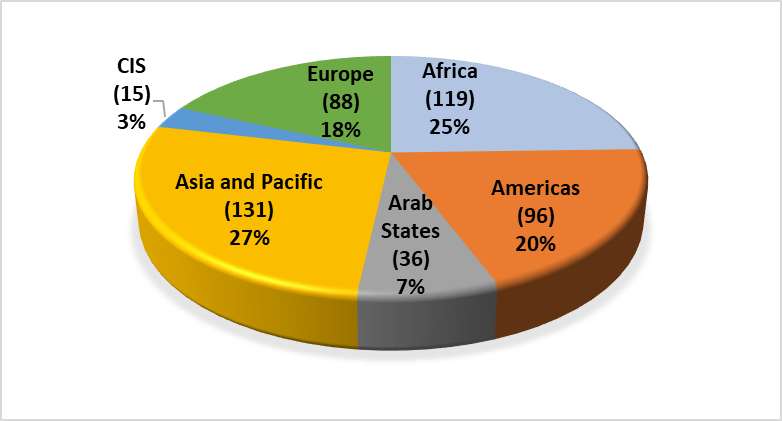 CIS
(15)
3%
Europe
(88)
18%
Africa
(119)
25%
Asia and Pacific
(131)
27%
Arab
States
(36)
7%
Americas
(96)
20%